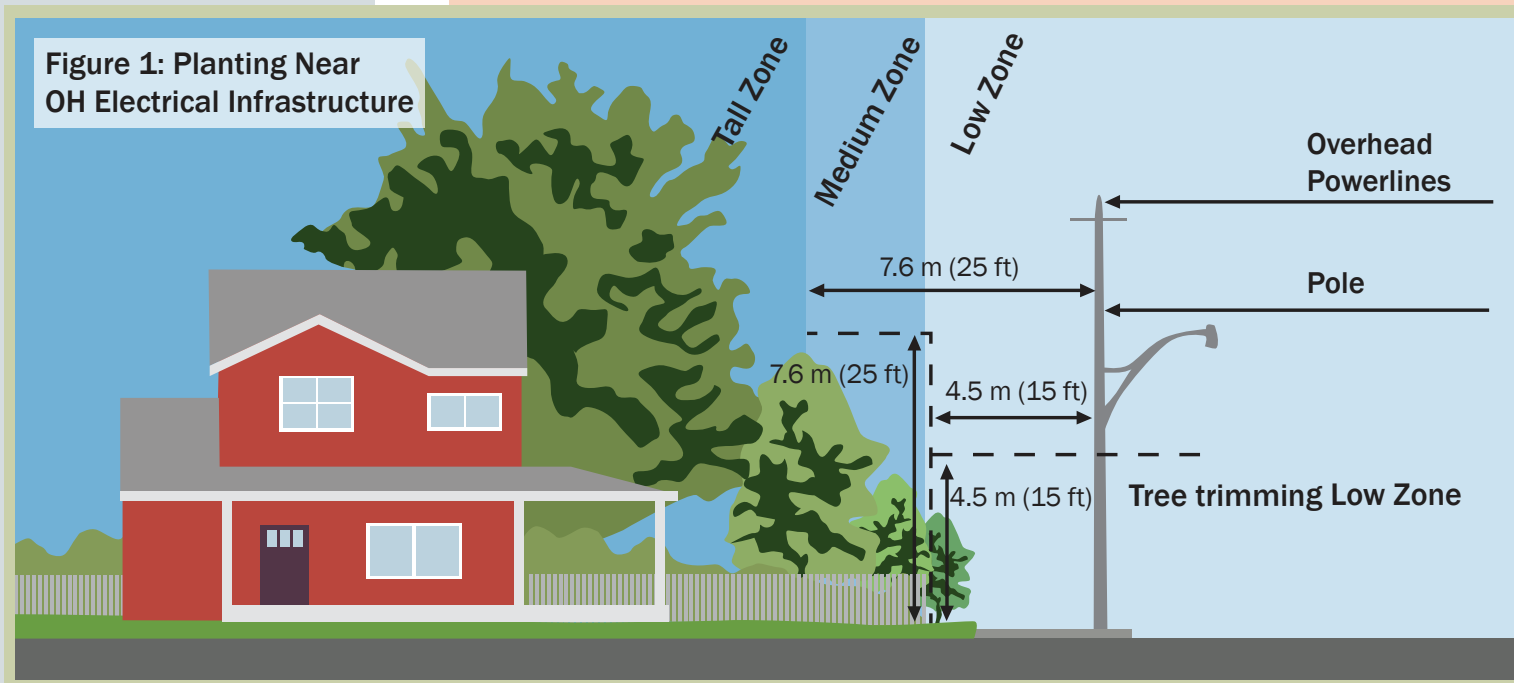 Figure 1: Planting Near
OH Electrical Infrastructure
Tall Zone
Medium Zone
Low Zone
Overhead
Powerlines
7.6 m (25 ft)
Pole
7.6 m (25 ft)
4.5 m (15 ft)
4.5 m (15 ft)
Tree trimming Low Zone